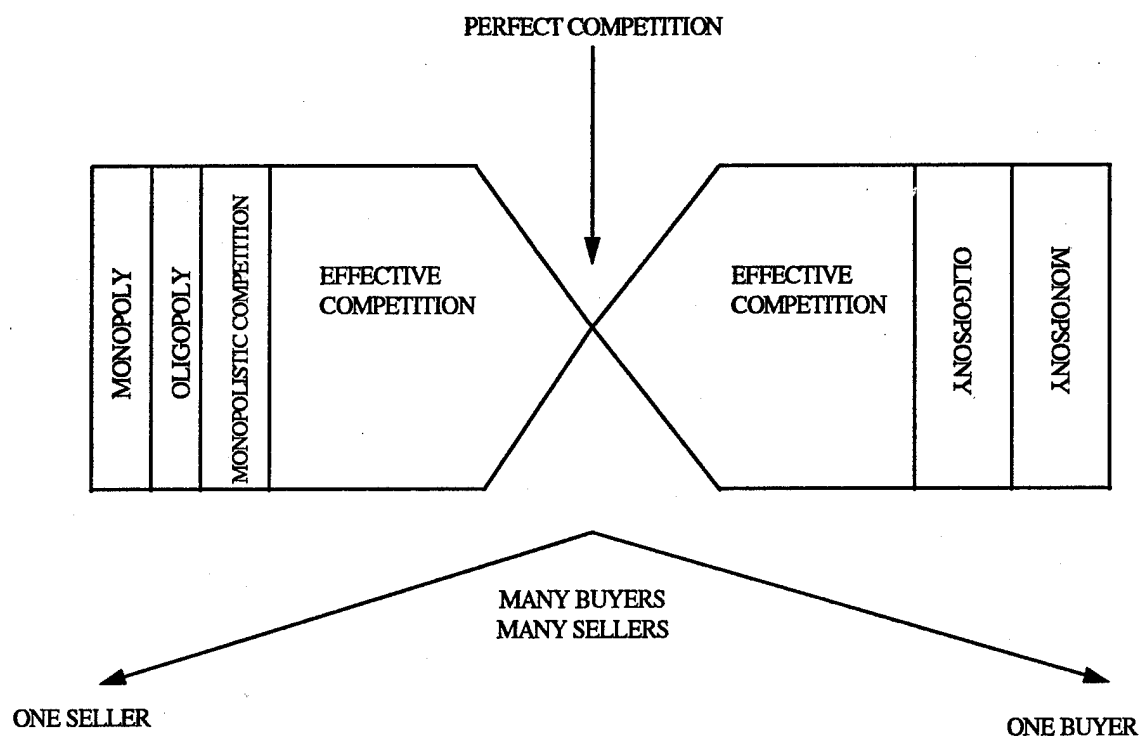 PERFECT COMPETITION
MONOPOLY
OLIGOPOLY
MONOPOLISTIC COMPETITION
EFFECTIVE
COMPETITION
EFFECTIVE
COMPETITION
OLIGOPSONY
MONOPSONY
MANY BUYERS
MANY SELLERS
ONE SELLER
ONE BUYER